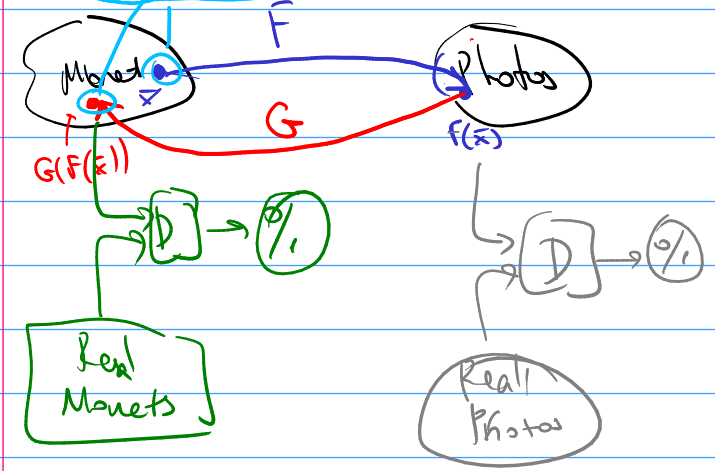 F
Monet
Photos
x̄
G
F(x̄)
G(F(x̄))
D
0/1
D
0/1
Real
Monets
Real
Photos